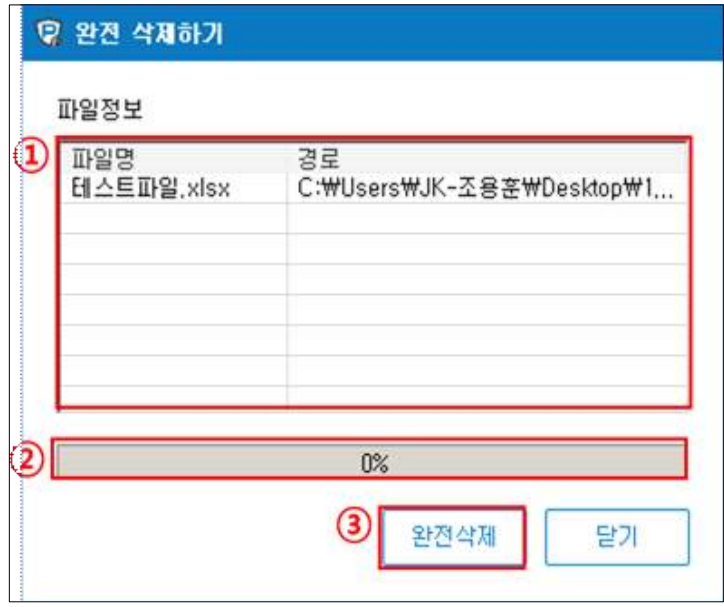 완전 삭제하기
파일정보
①
파일명 경로
테스트파일.xlsx C:₩Users₩JK-조용훈₩Desktop₩1...
② 0%
③ 완전삭제 닫기